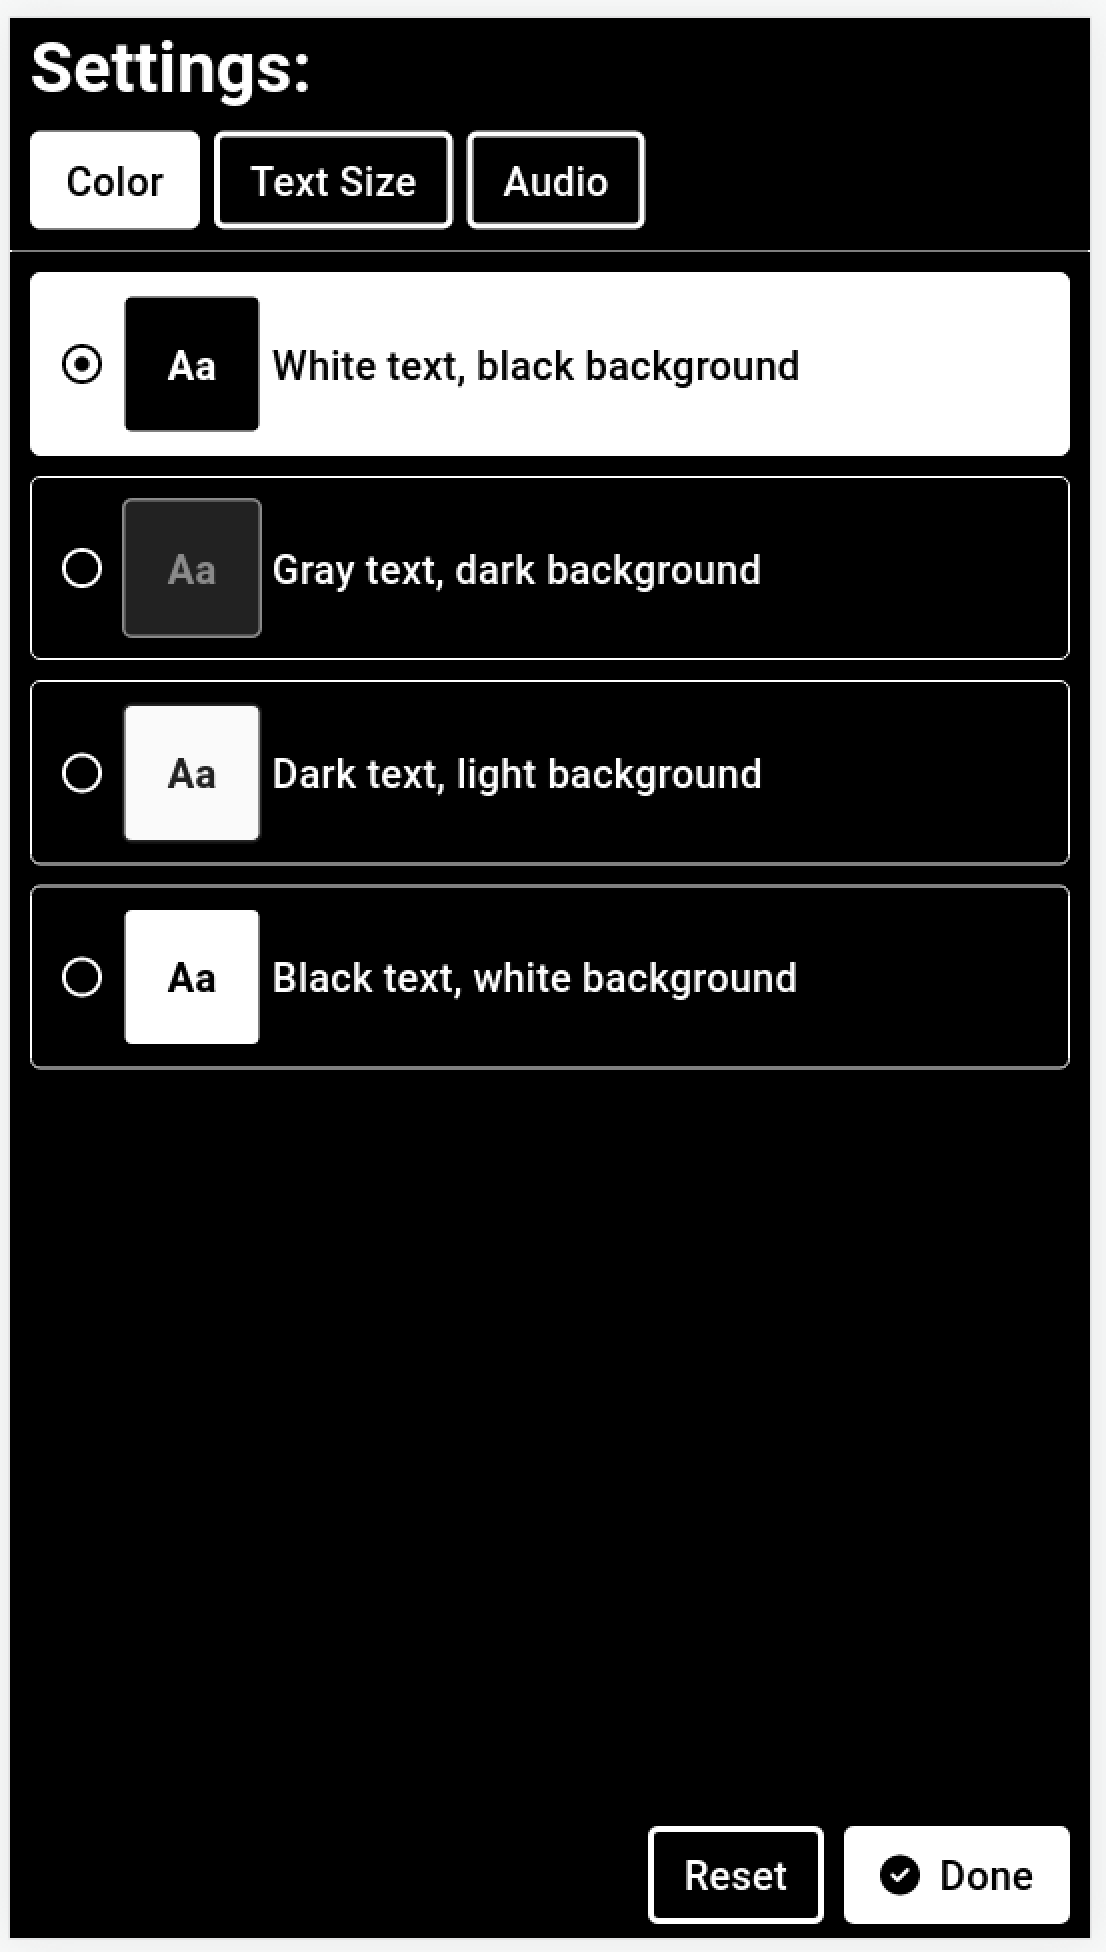 Settings:
Color Text Size Audio
Aa White text, black background
Aa Gray text, dark background
Aa Dark text, light background
Aa Black text, white background
Reset Done